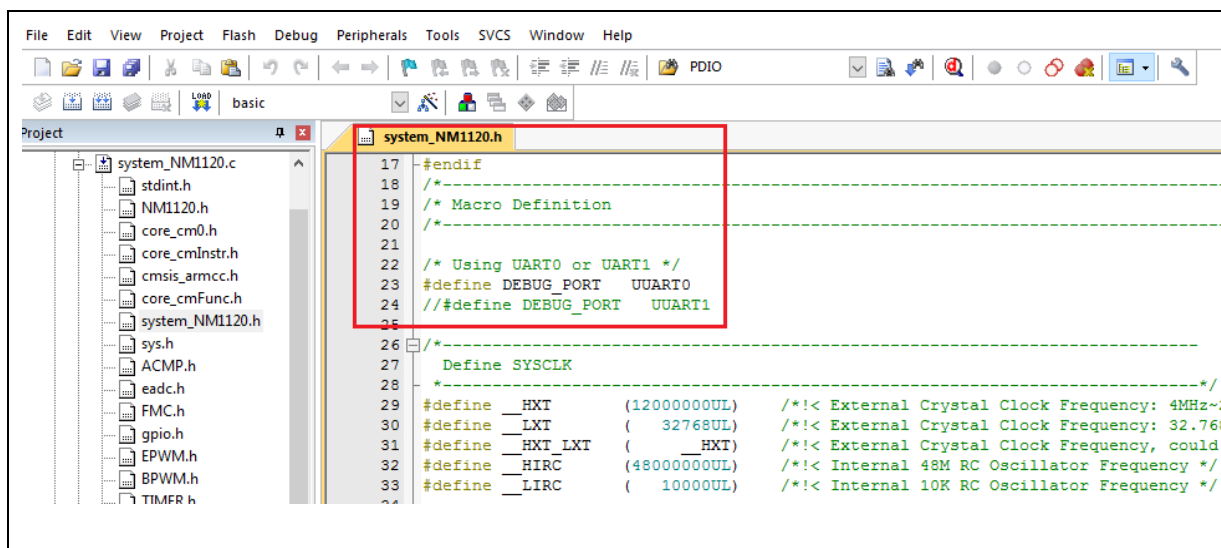 File Edit View Project Flash Debug Peripherals Tools SVCS Window Help
PDIO
LOAD basic
Project
system_NM1120.c
stdint.h
NM1120.h
core_cm0.h
core_cmInstr.h
cmsis_armcc.h
core_cmFunc.h
system_NM1120.h
sys.h
ACMP.h
eadc.h
FMC.h
gpio.h
EPWM.h
BPWM.h
TIMER.h
system_NM1120.h
17 #endif
18 /*----------------------------------------------------------------------------
19 /* Macro Definition
20 /*----------------------------------------------------------------------------
21
22 /* Using UART0 or UART1 */
23 #define DEBUG_PORT UUART0
24 //#define DEBUG_PORT UUART1
25
26 /*----------------------------------------------------------------------------
27 Define SYSCLK
28 *----------------------------------------------------------------------------*/
29 #define __HXT (12000000UL) /*!< External Crystal Clock Frequency: 4MHz~
30 #define __LXT ( 32768UL) /*!< External Crystal Clock Frequency: 32.768
31 #define __HXT_LXT ( __HXT) /*!< External Crystal Clock Frequency, could
32 #define __HIRC (48000000UL) /*!< Internal 48M RC Oscillator Frequency */
33 #define __LIRC ( 10000UL) /*!< Internal 10K RC Oscillator Frequency */